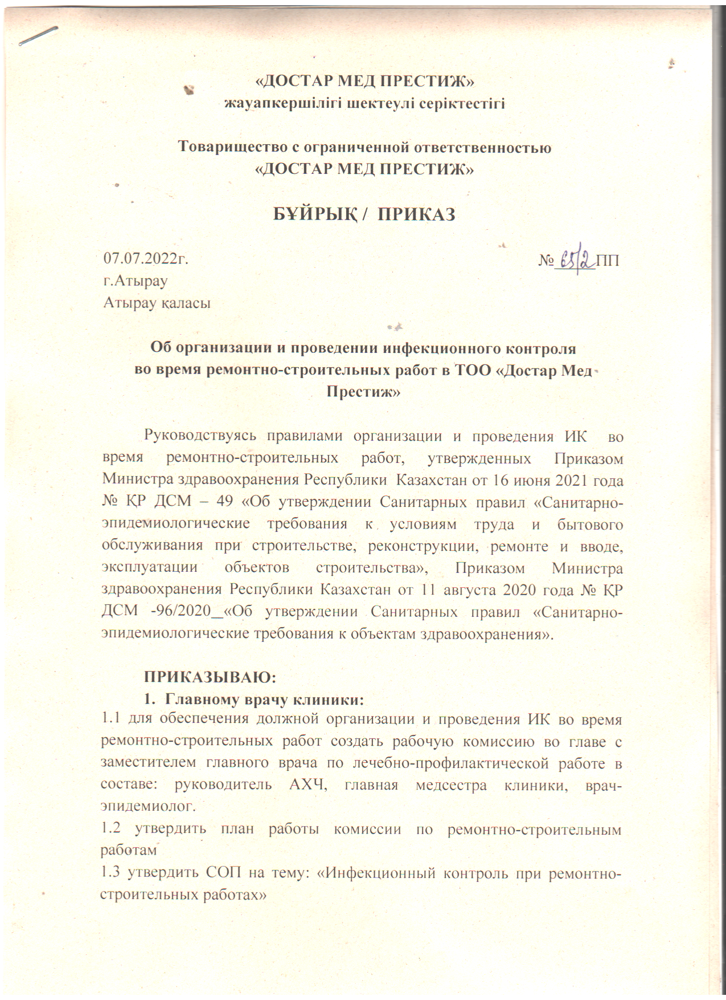 «ДОСТАР МЕД ПРЕСТИЖ»
жауапкершілігі шектеулі серіктестігі
Товарищество с ограниченной ответственностью
«ДОСТАР МЕД ПРЕСТИЖ»
БҰЙРЫҚ / ПРИКАЗ
07.07.2022г. № 65/2 ПП
г.Атырау
Атырау қаласы
Об организации и проведении инфекционного контроля
во время ремонтно-строительных работ в ТОО «Достар Мед
Престиж»
Руководствуясь правилами организации и проведения ИК во
время ремонтно-строительных работ, утвержденных Приказом
Министра здравоохранения Республики Казахстан от 16 июня 2021 года
№ ҚР ДСМ – 49 «Об утверждении Санитарных правил «Санитарно-
эпидемиологические требования к условиям труда и бытового
обслуживания при строительстве, реконструкции, ремонте и вводе,
эксплуатации объектов строительства», Приказом Министра
здравоохранения Республики Казахстан от 11 августа 2020 года № ҚР
ДСМ -96/2020_«Об утверждении Санитарных правил «Санитарно-
эпидемиологические требования к объектам здравоохранения».
ПРИКАЗЫВАЮ:
1. Главному врачу клиники:
1.1 для обеспечения должной организации и проведения ИК во время
ремонтно-строительных работ создать рабочую комиссию во главе с
заместителем главного врача по лечебно-профилактической работе в
составе: руководитель АХЧ, главная медсестра клиники, врач-
эпидемиолог.
1.2 утвердить план работы комиссии по ремонтно-строительным
работам
1.3 утвердить СОП на тему: «Инфекционный контроль при ремонтно-
строительных работах»